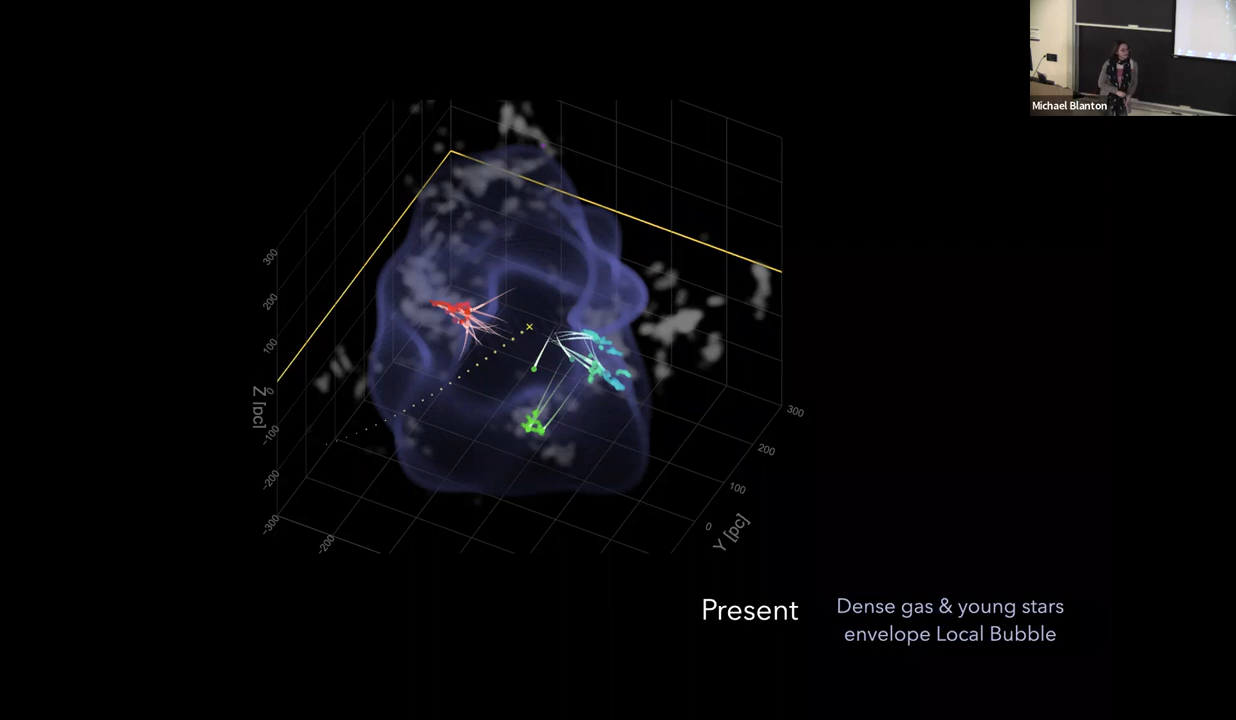 Michael Blanton
300
200
100
0
-100
-200
-300
Z [pc]
-200
300
200
100
0
Y [pc]
Present
Dense gas & young stars
envelope Local Bubble